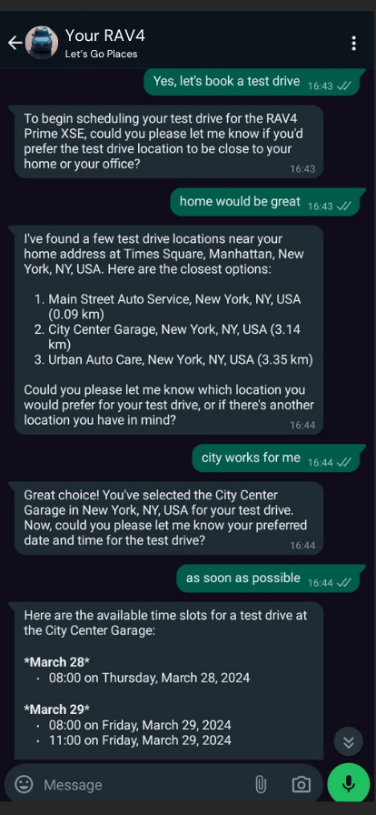 Your RAV4
Let's Go Places
Yes, let's book a test drive 16:43
To begin scheduling your test drive for the RAV4
Prime XSE, could you please let me know if you'd
prefer the test drive location to be close to your
home or your office?
16:43
home would be great 16:43
I've found a few test drive locations near your
home address at Times Square, Manhattan, New
York, NY, USA. Here are the closest options:
1. Main Street Auto Service, New York, NY, USA
(0.09 km)
2. City Center Garage, New York, NY, USA (3.14
km)
3. Urban Auto Care, New York, NY, USA (3.35 km)
Could you please let me know which location you
would prefer for your test drive, or if there's another
location you have in mind?
16:44
city works for me 16:44
Great choice! You've selected the City Center
Garage in New York, NY, USA for your test drive.
Now, could you please let me know your preferred
date and time for the test drive?
16:44
as soon as possible 16:44
Here are the available time slots for a test drive at
the City Center Garage:
*March 28*
· 08:00 on Thursday, March 28, 2024
*March 29*
· 08:00 on Friday, March 29, 2024
· 11:00 on Friday, March 29, 2024
Message